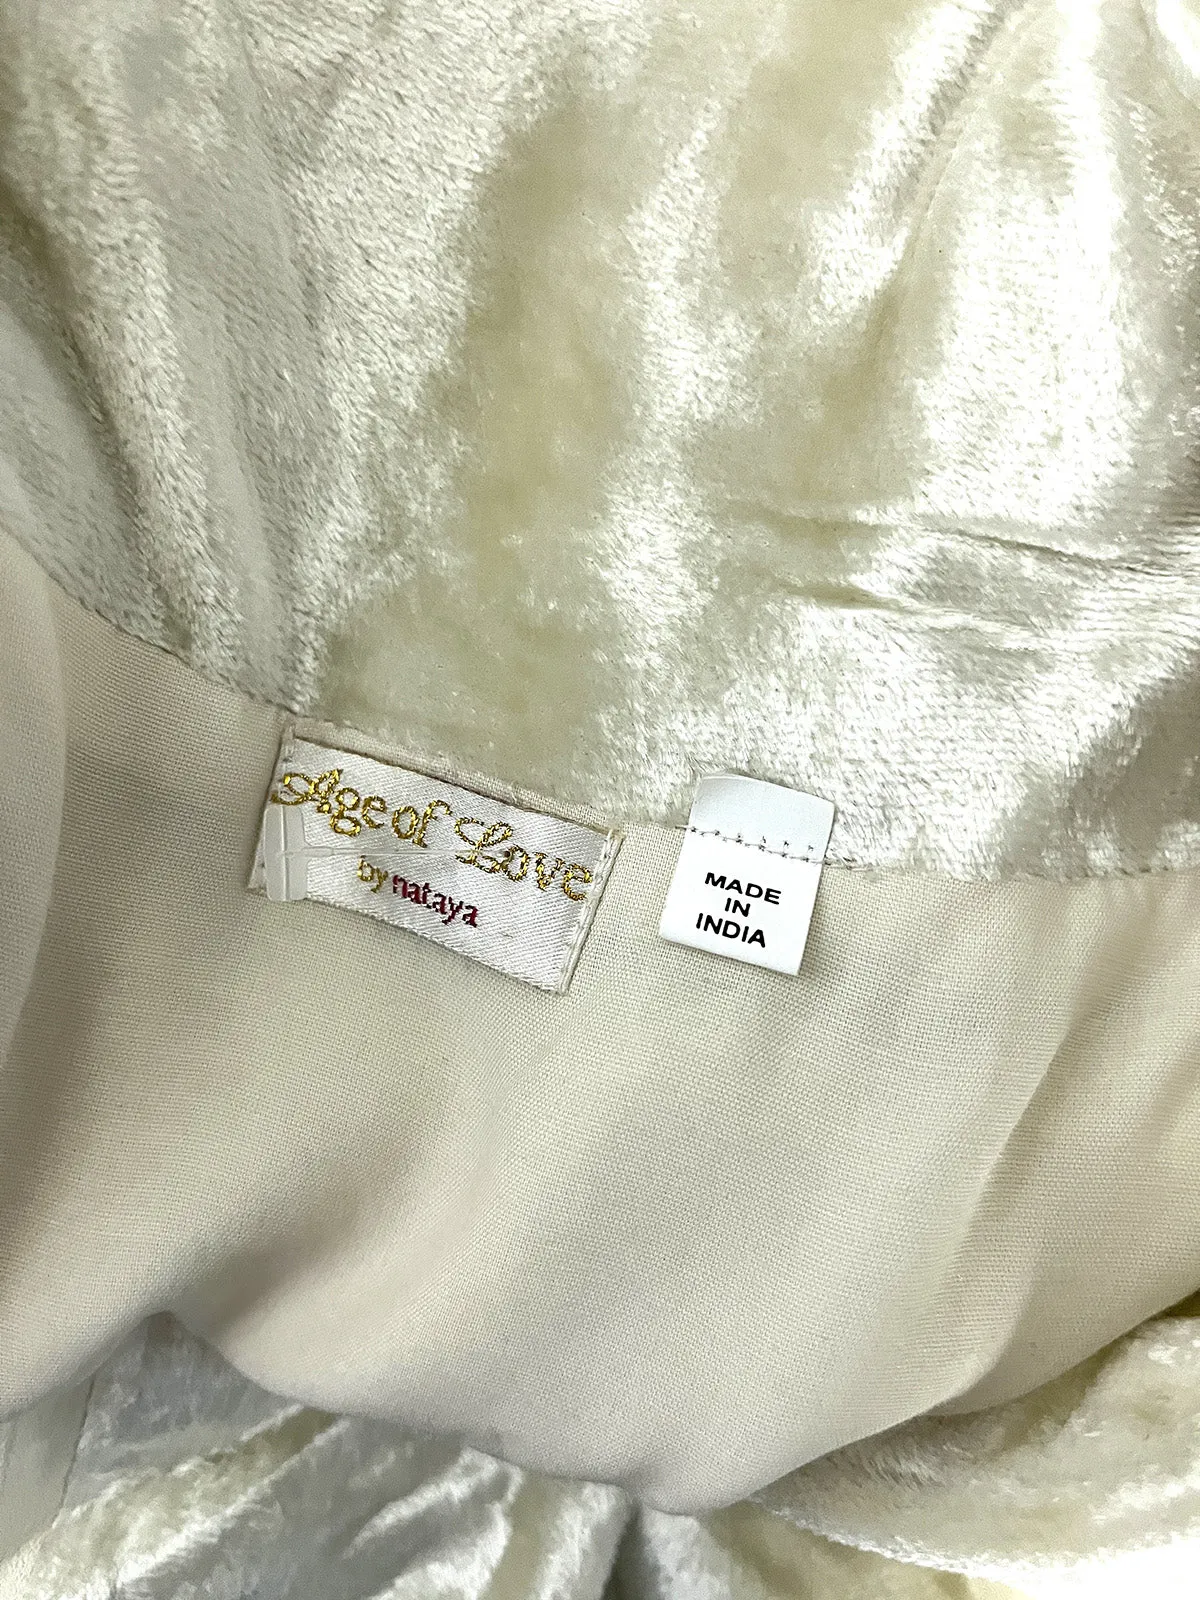 Age of Love
by nataya
MADE
IN
INDIA